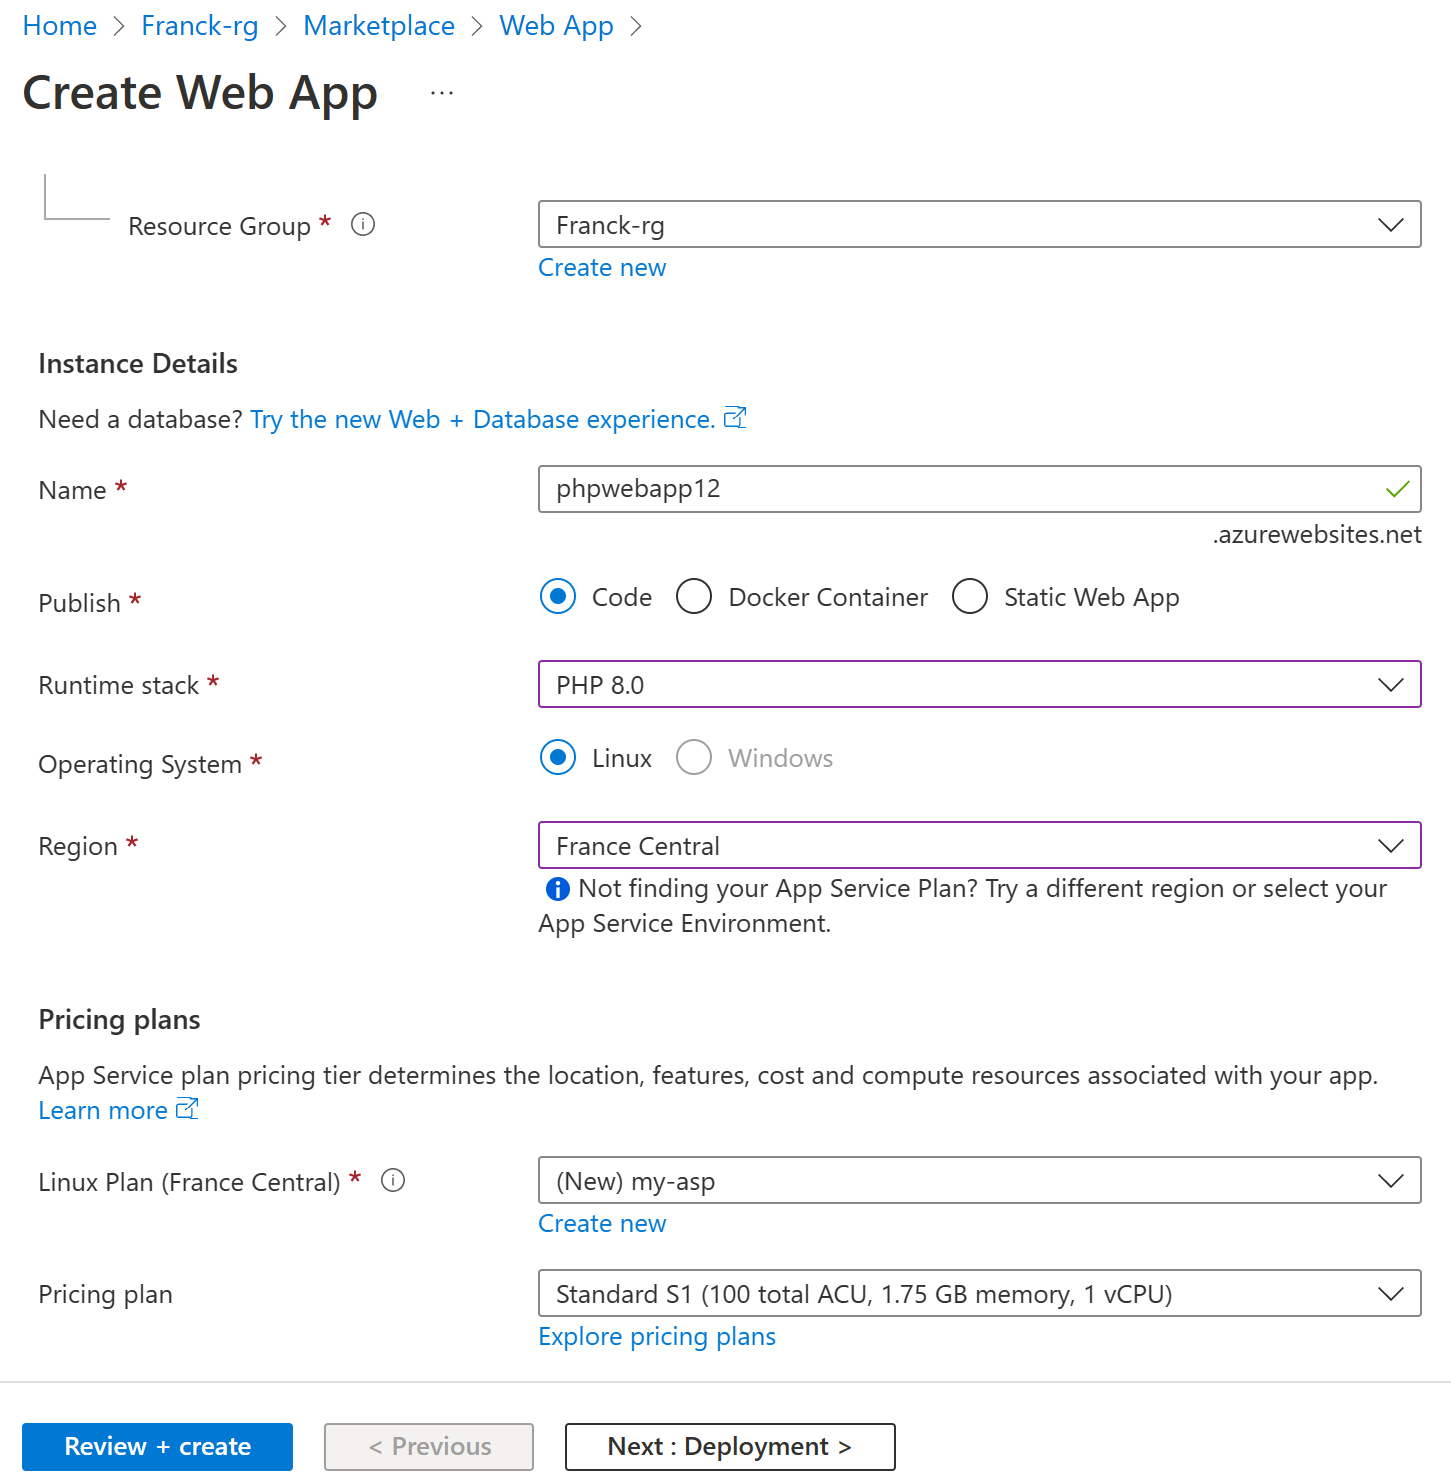 Home > Franck-rg > Marketplace > Web App >
Create Web App ...
Resource Group *
Franck-rg
Create new
Instance Details
Need a database? Try the new Web + Database experience.
Name *
phpwebapp12
.azurewebsites.net
Publish *
Code Docker Container Static Web App
Runtime stack *
PHP 8.0
Operating System *
Linux Windows
Region *
France Central
Not finding your App Service Plan? Try a different region or select your
App Service Environment.
Pricing plans
App Service plan pricing tier determines the location, features, cost and compute resources associated with your app.
Learn more
Linux Plan (France Central) *
(New) my-asp
Create new
Pricing plan
Standard S1 (100 total ACU, 1.75 GB memory, 1 vCPU)
Explore pricing plans
Review + create < Previous Next : Deployment >